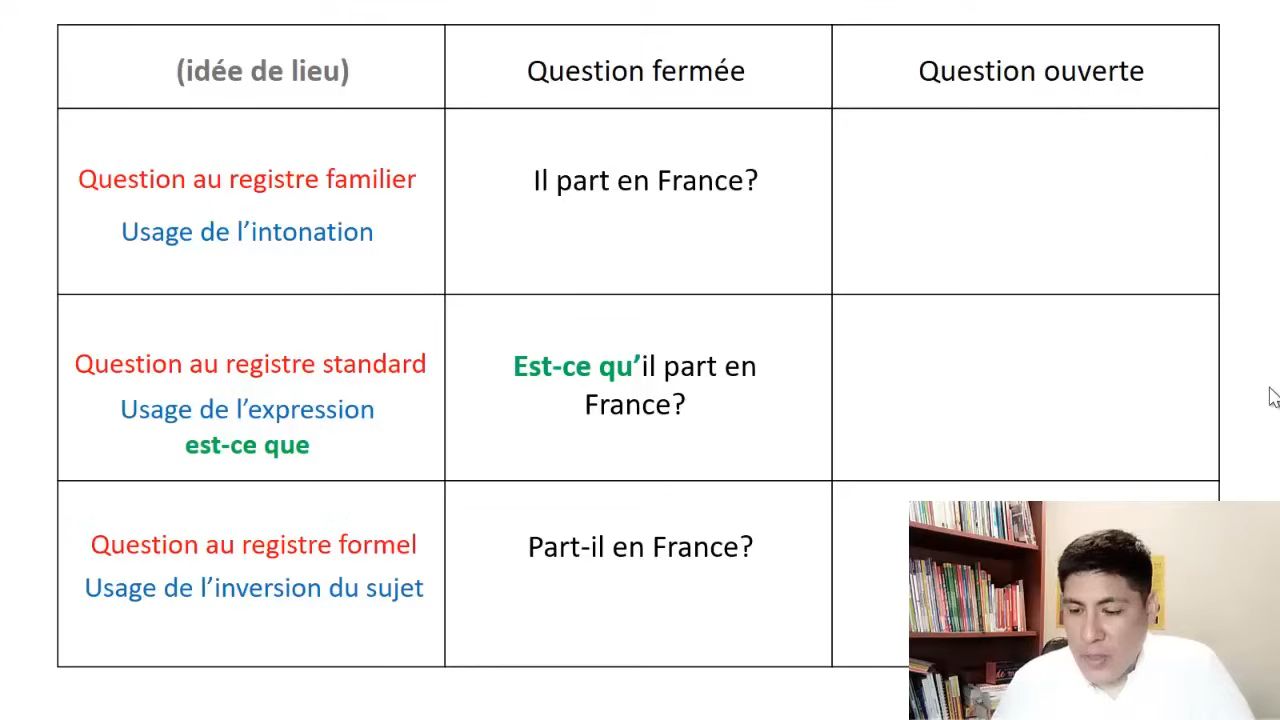 (idée de lieu)
Question fermée
Question ouverte
Question au registre familier
Usage de l’intonation
Il part en France?
Question au registre standard
Usage de l’expression
est-ce que
Est-ce qu’il part en
France?
Question au registre formel
Usage de l’inversion du sujet
Part-il en France?